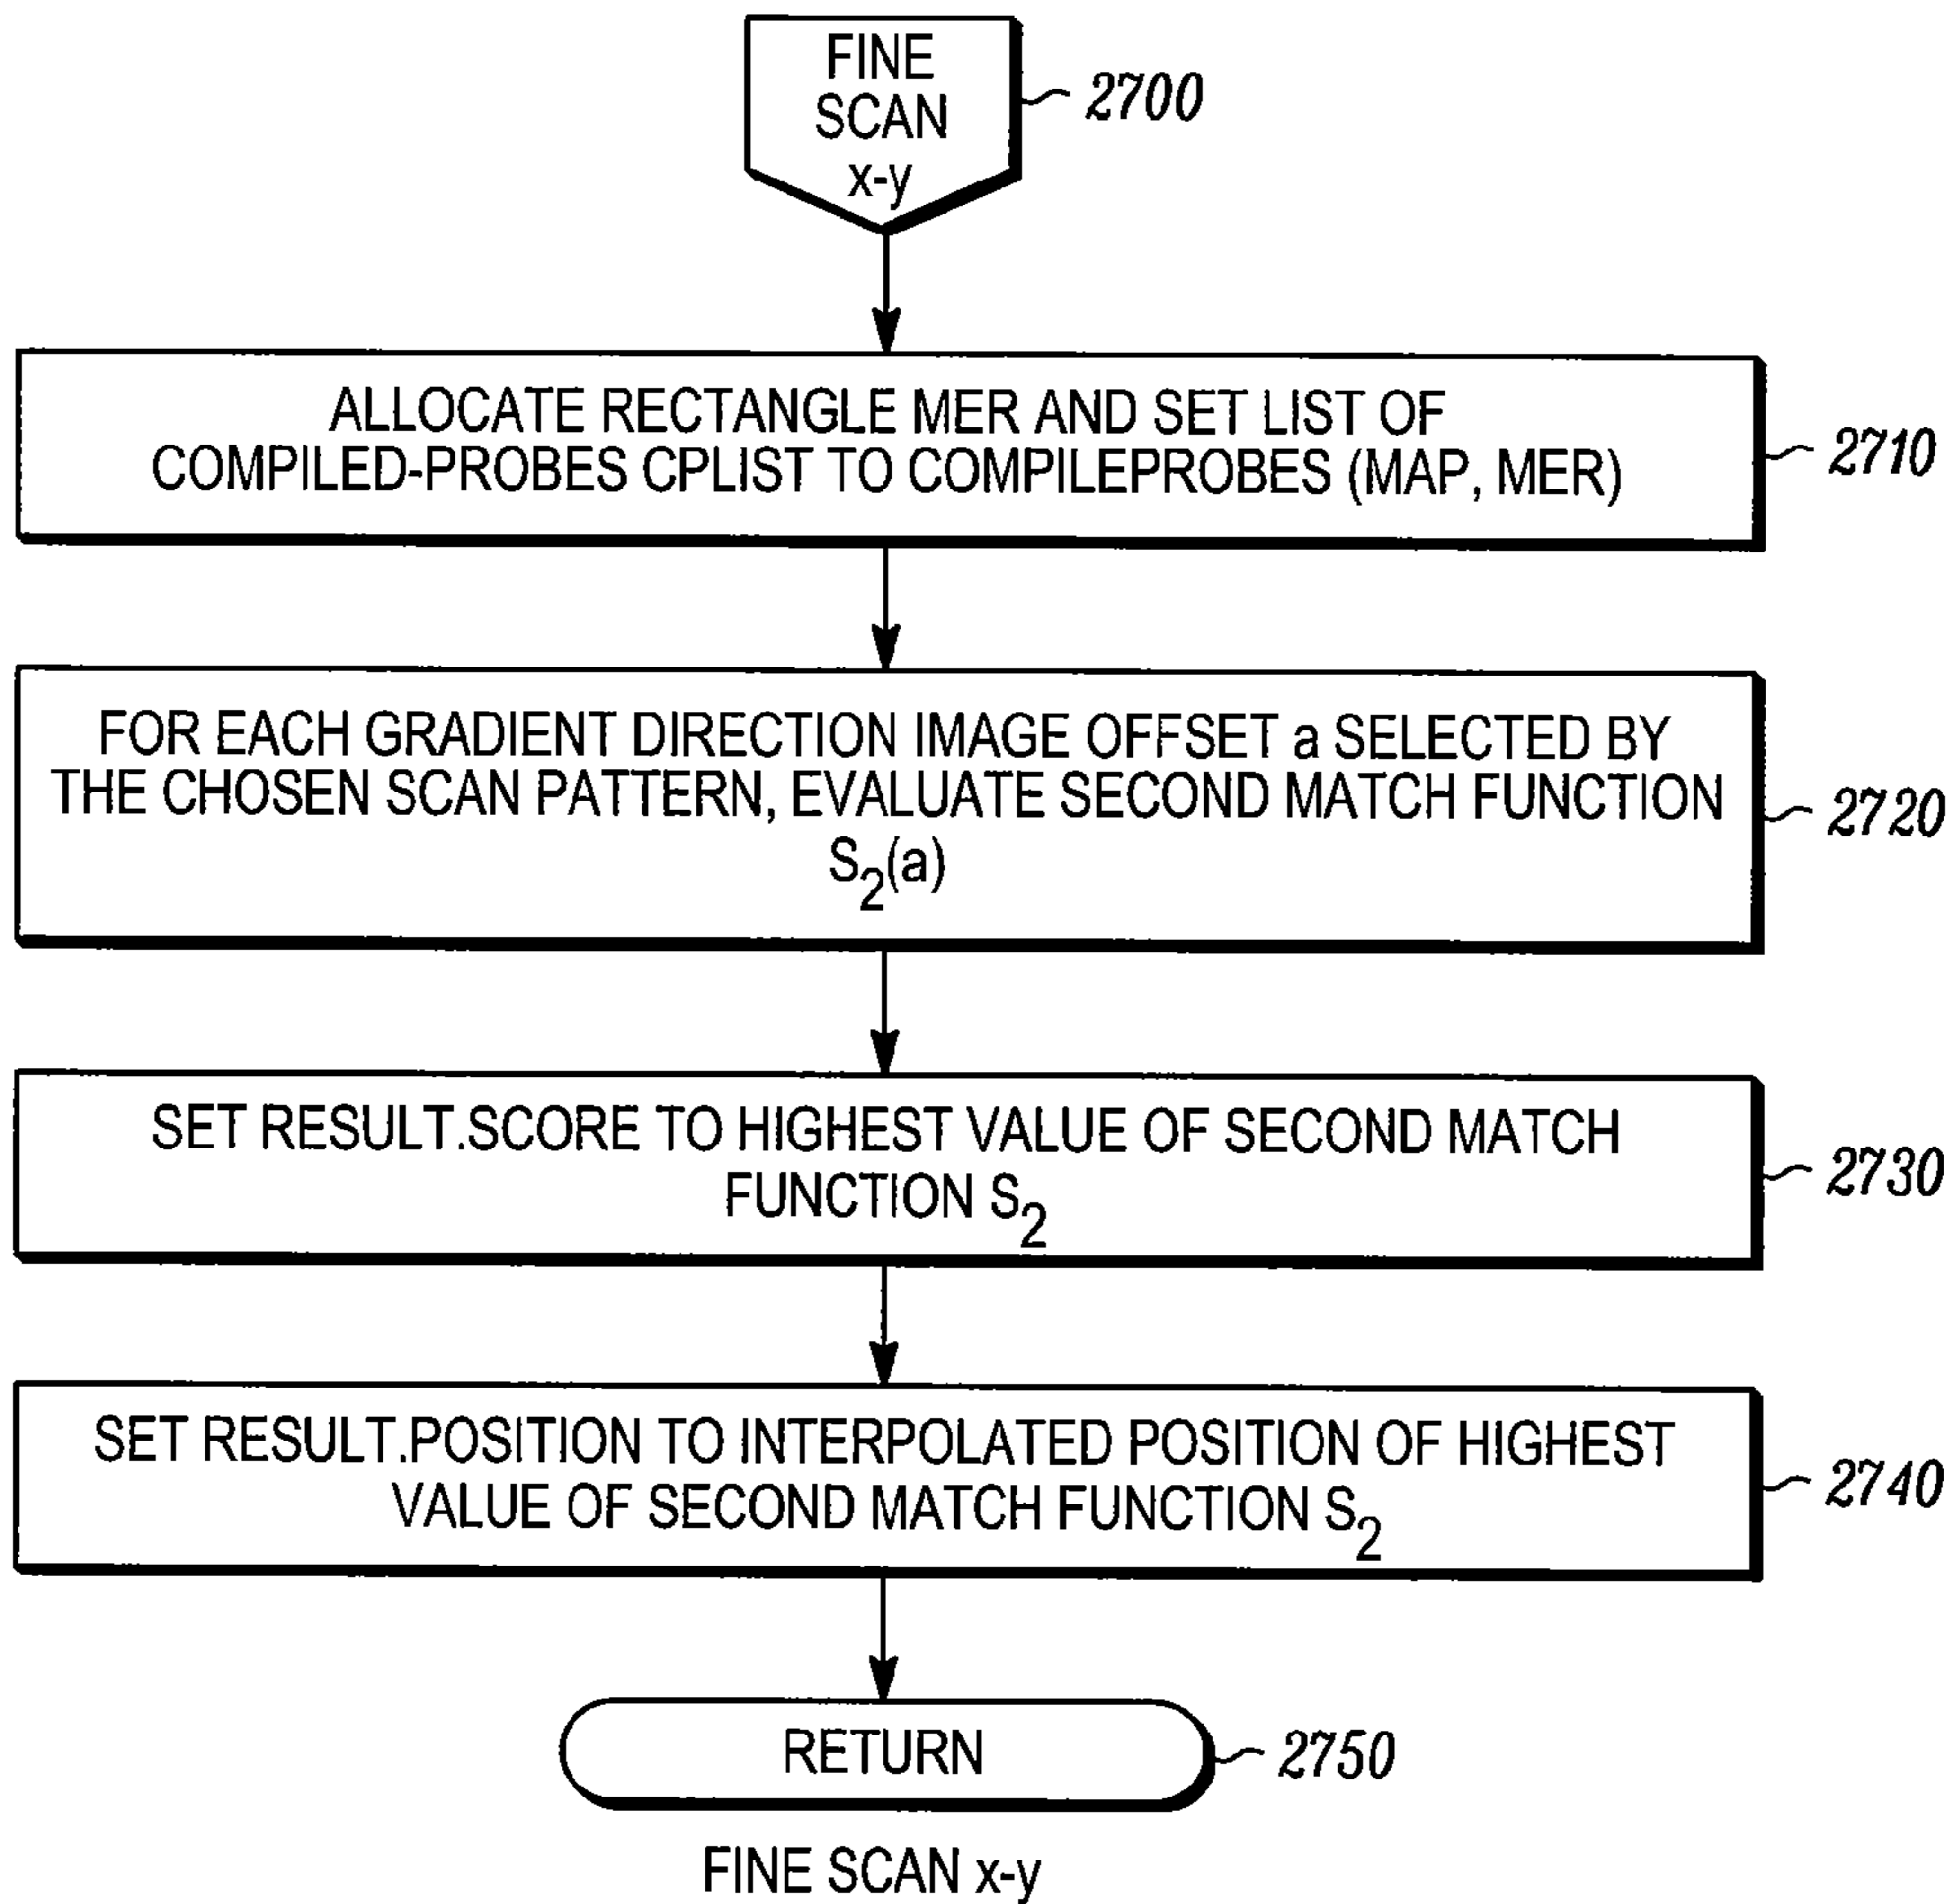 FINE
SCAN
x-y
2700
ALLOCATE RECTANGLE MER AND SET LIST OF
COMPILED-PROBES CPLIST TO COMPILEPROBES (MAP, MER)
2710
FOR EACH GRADIENT DIRECTION IMAGE OFFSET a SELECTED BY
THE CHOSEN SCAN PATTERN, EVALUATE SECOND MATCH FUNCTION
S₂(a)
2720
SET RESULT.SCORE TO HIGHEST VALUE OF SECOND MATCH
FUNCTION S₂
2730
SET RESULT.POSITION TO INTERPOLATED POSITION OF HIGHEST
VALUE OF SECOND MATCH FUNCTION S₂
2740
RETURN
2750
FINE SCAN x-y